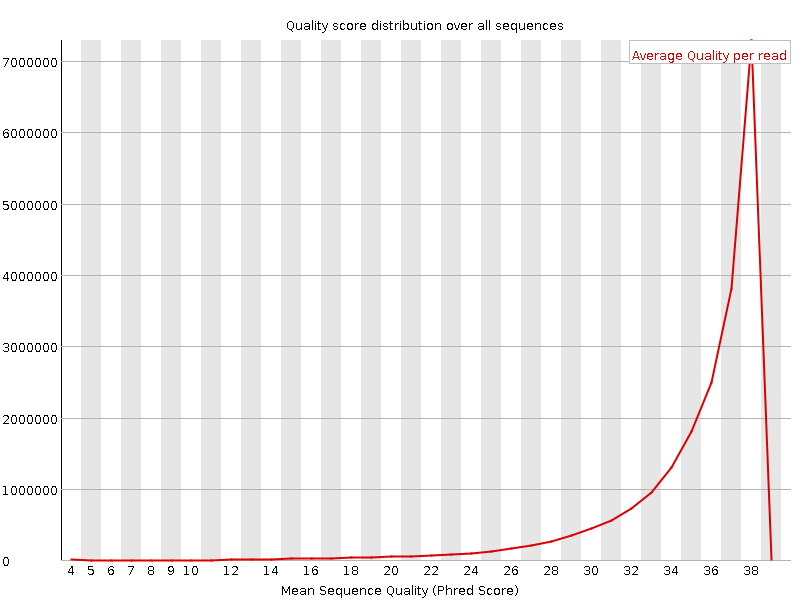 Quality score distribution over all sequences
Average Quality per read
7000000
6000000
5000000
4000000
3000000
2000000
1000000
0
4 5 6 7 8 9 10 12 14 16 18 20 22 24 26 28 30 32 34 36 38
Mean Sequence Quality (Phred Score)